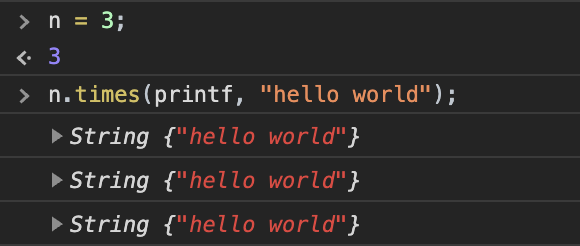 > n = 3;
< 3
> n.times(printf, "hello world");
▶ String {"hello world"}
▶ String {"hello world"}
▶ String {"hello world"}